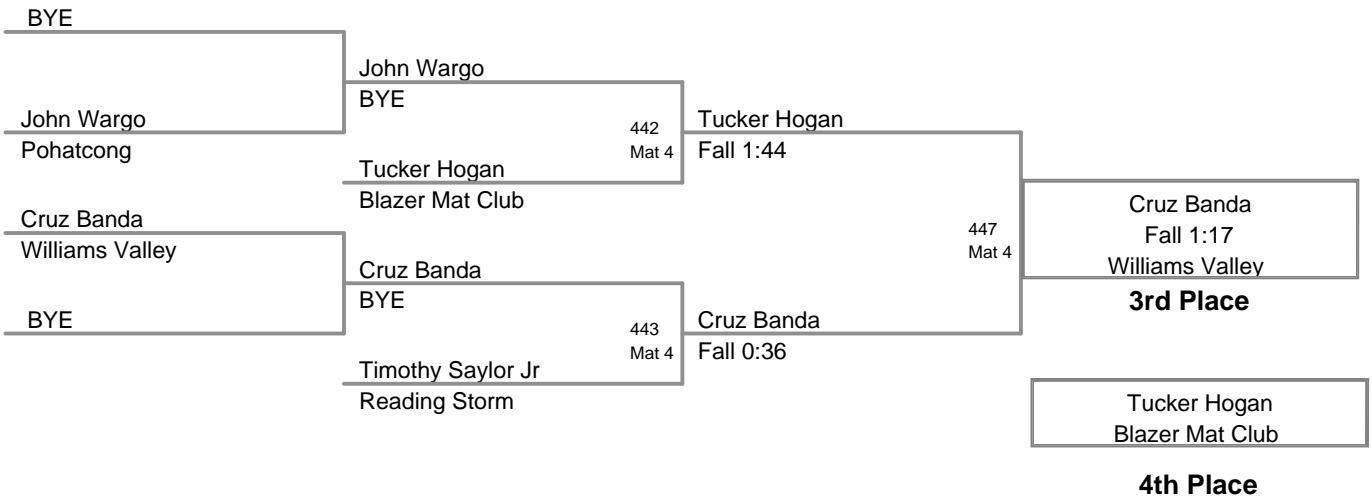 BYE
John Wargo
BYE
John Wargo
Pohatcong
442
Mat 4
Tucker Hogan
Fall 1:44
Tucker Hogan
Blazer Mat Club
Cruz Banda
Williams Valley
447
Mat 4
Cruz Banda
Fall 1:17
Williams Valley
3rd Place
Cruz Banda
BYE
BYE
443
Mat 4
Cruz Banda
Fall 0:36
Timothy Saylor Jr
Reading Storm
Tucker Hogan
Blazer Mat Club
4th Place